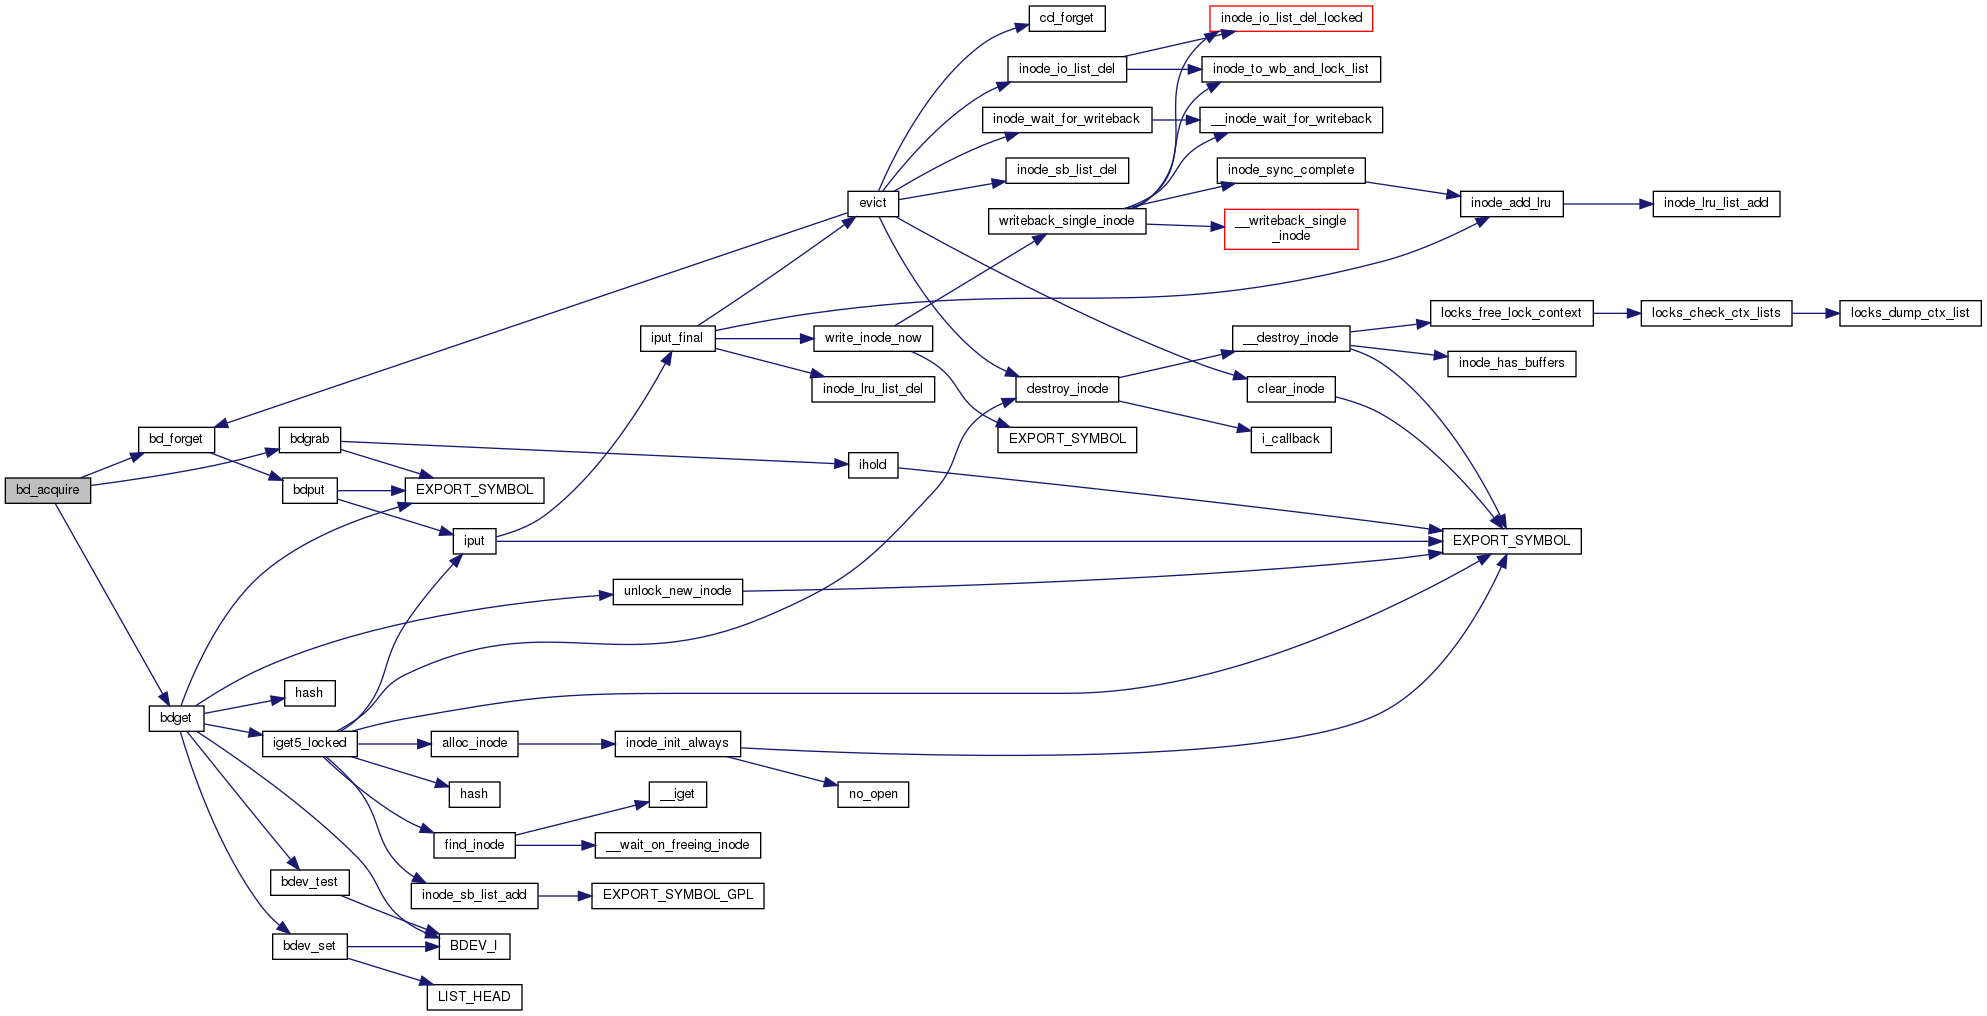 cd_forget
inode_io_list_del_locked
inode_io_list_del
inode_to_wb_and_lock_list
inode_wait_for_writeback
__inode_wait_for_writeback
inode_sb_list_del
inode_sync_complete
evict
writeback_single_inode
__writeback_single
_inode
inode_add_lru
inode_lru_list_add
iput_final
write_inode_now
inode_lru_list_del
destroy_inode
__destroy_inode
clear_inode
i_callback
locks_free_lock_context
locks_check_ctx_lists
locks_dump_ctx_list
inode_has_buffers
bd_forget
bdgrab
EXPORT_SYMBOL
ihold
bd_acquire
bdput
EXPORT_SYMBOL
iput
EXPORT_SYMBOL
unlock_new_inode
hash
bdget
iget5_locked
alloc_inode
inode_init_always
hash
__iget
no_open
find_inode
__wait_on_freeing_inode
bdev_test
inode_sb_list_add
EXPORT_SYMBOL_GPL
bdev_set
BDEV_I
LIST_HEAD